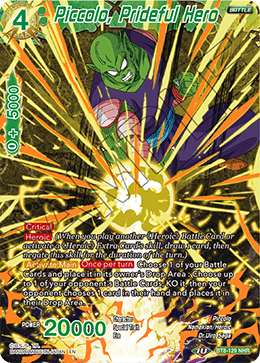 4
Piccolo, Prideful Hero
BATTLE
0+ 5000
Critical
Heroic (When you play another {Heroic} Battle Card or
activate a {Heroic} Extra Card's skill, draw 1 card, then
negate this skill for the duration of the turn.)
Activate: Main Once per turn Choose 1 of your Battle
Cards and place it in its owner's Drop Area : Choose up
to 1 of your opponent's Battle Cards, KO it, then your
opponent chooses 1 card in their hand and places it in
their Drop Area.
POWER 20000
Character Piccolo
Special Trait Namekian, Heroic
Era
BT8-129 NHR